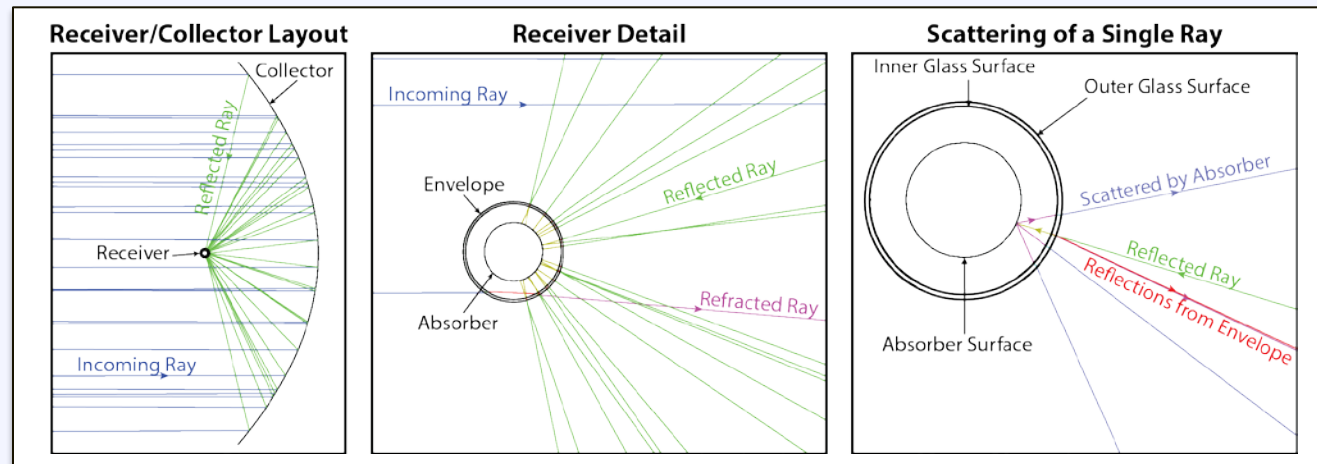 Receiver/Collector Layout
Collector
Reflected Ray
Receiver
Incoming Ray
Receiver Detail
Incoming Ray
Envelope
Reflected Ray
Refracted Ray
Absorber
Scattering of a Single Ray
Inner Glass Surface
Outer Glass Surface
Scattered by Absorber
Reflected Ray
Reflections from Envelope
Absorber Surface